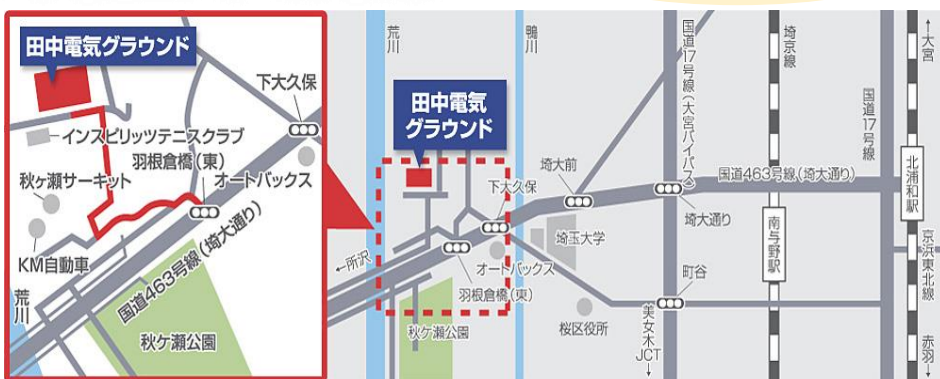 田中電気グラウンド
下大久保
インスピリッツテニスクラブ
羽根倉橋(東)
秋ヶ瀬サーキット
オートバックス
KM自動車
国道463号線(埼大通り)
荒川
秋ケ瀬公園
荒川
鴨川
国道17号線(大宮バイパス)
埼京線
←大宮
国道17号線
田中電気
グラウンド
北浦和駅
下大久保
埼大前
国道463号線(埼大通り)
埼大通り
埼玉大学
南与野駅
←所沢
オートバックス
京浜東北線
羽根倉橋(東)
町谷
秋ケ瀬公園
桜区役所
美女木
JCT→
赤羽→